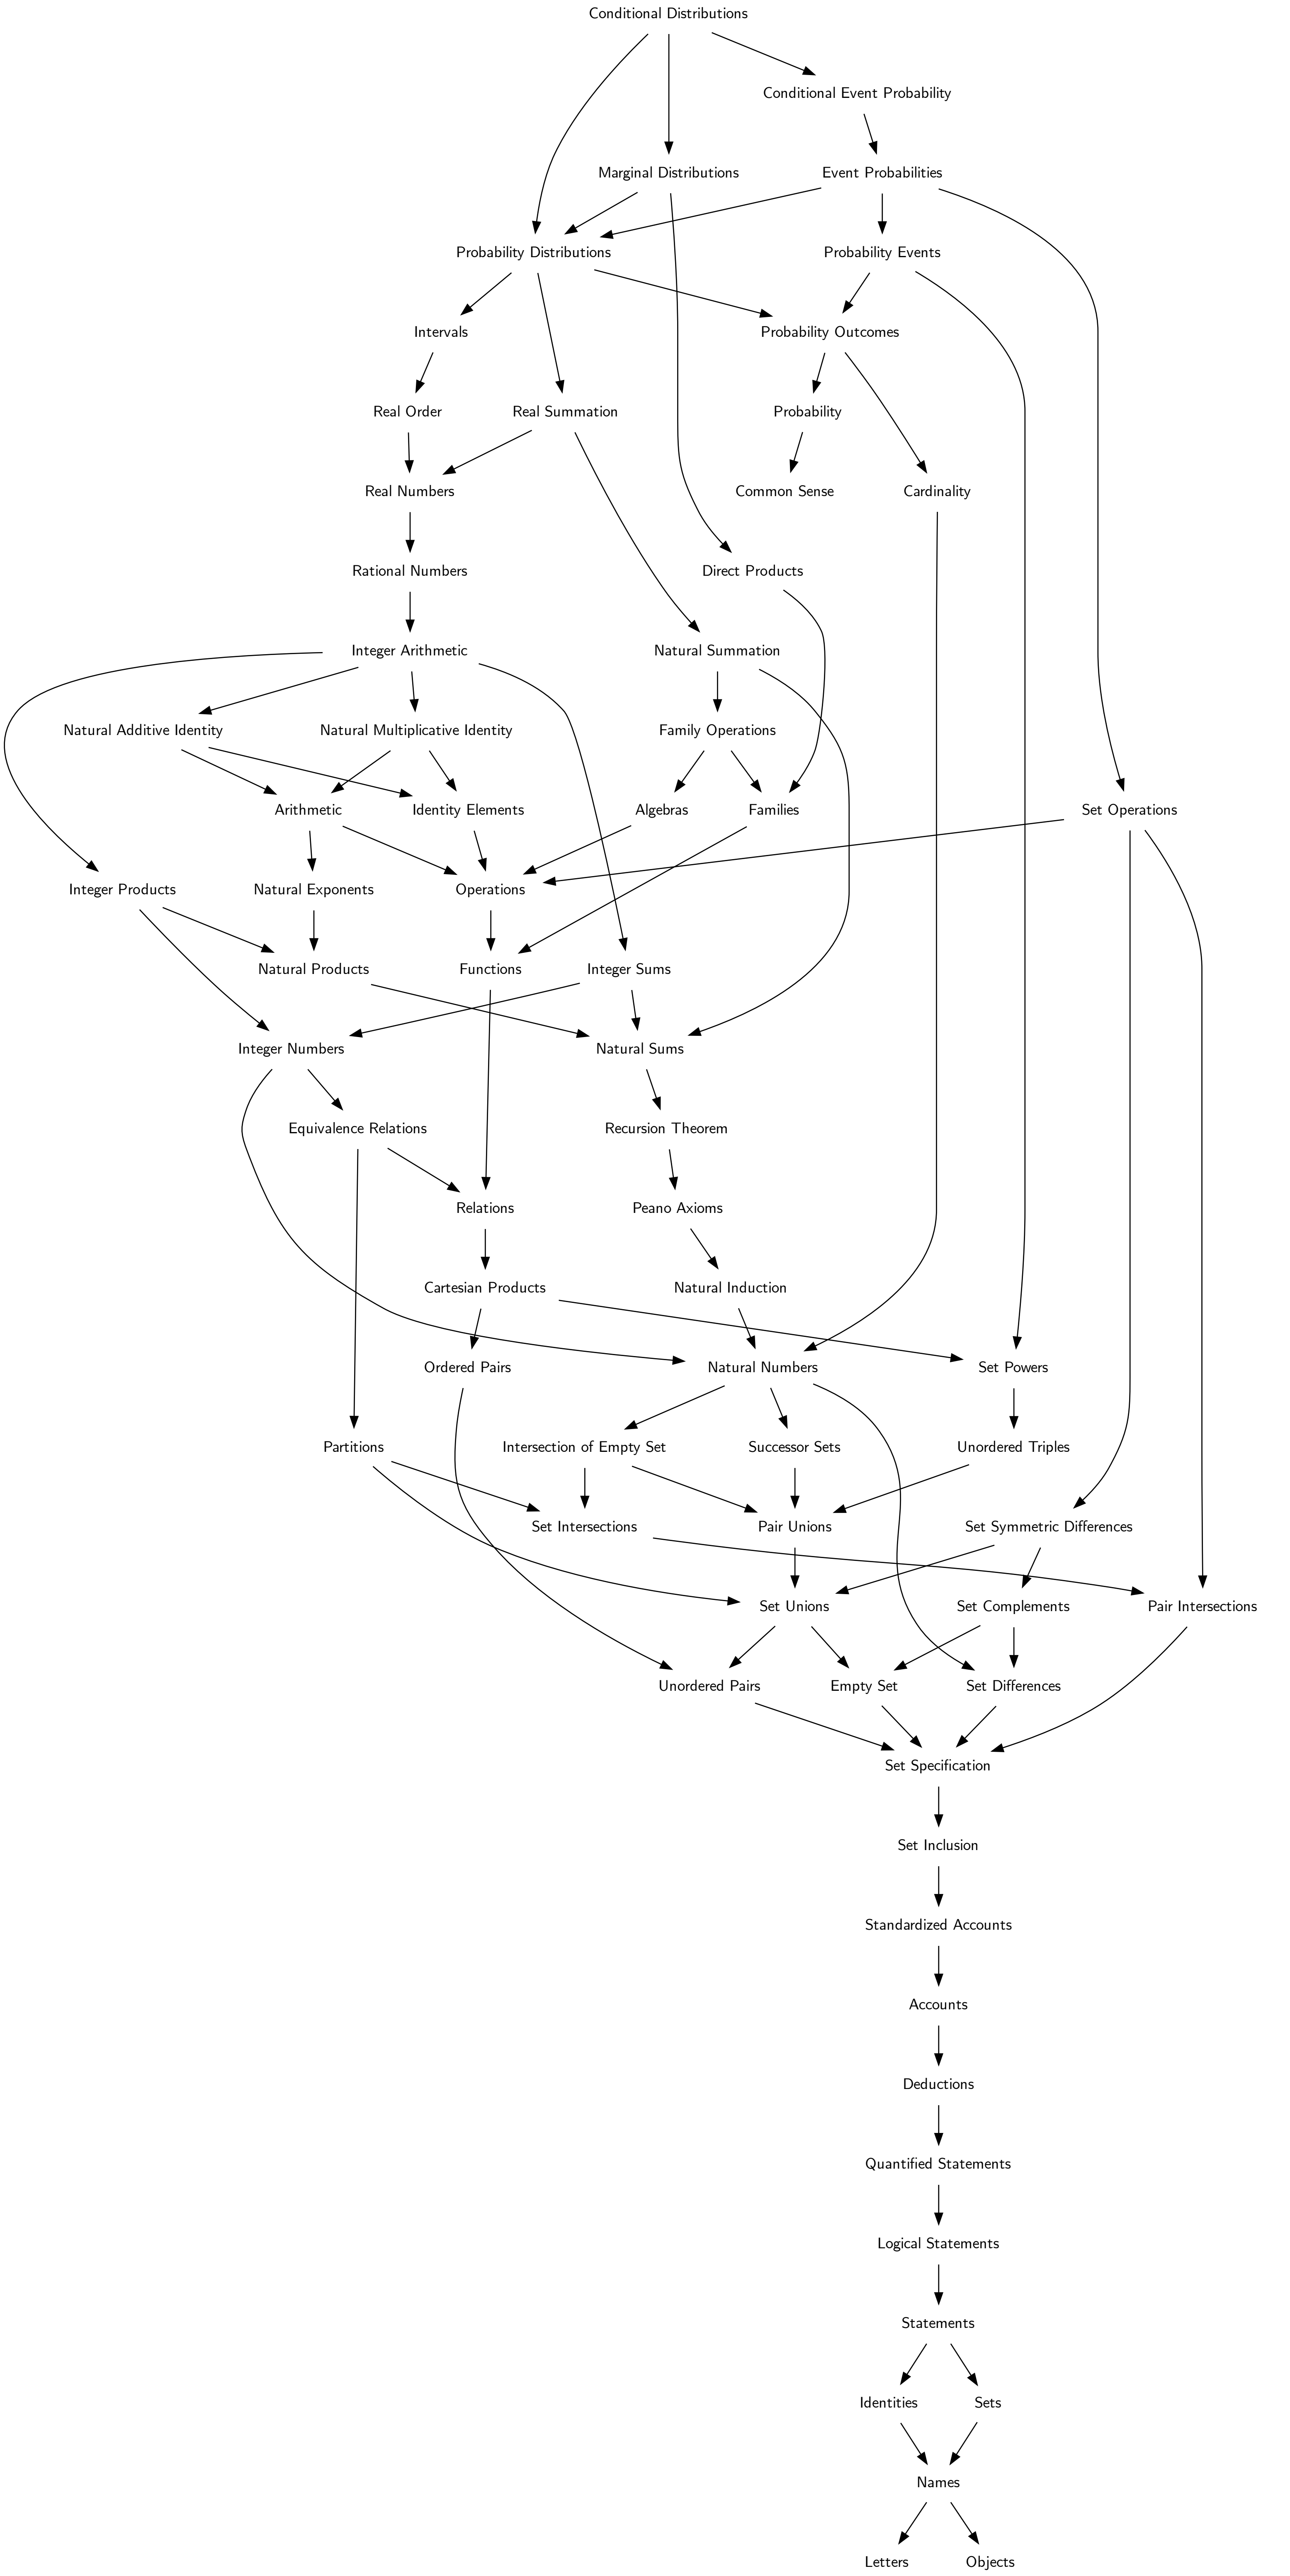 Conditional Distributions
Conditional Event Probability
Marginal Distributions
Event Probabilities
Probability Distributions
Probability Events
Intervals
Probability Outcomes
Real Order
Real Summation
Probability
Real Numbers
Common Sense
Cardinality
Rational Numbers
Direct Products
Integer Arithmetic
Natural Summation
Natural Additive Identity
Natural Multiplicative Identity
Family Operations
Arithmetic
Identity Elements
Algebras
Families
Set Operations
Integer Products
Natural Exponents
Operations
Natural Products
Functions
Integer Sums
Integer Numbers
Natural Sums
Equivalence Relations
Recursion Theorem
Relations
Peano Axioms
Cartesian Products
Natural Induction
Ordered Pairs
Natural Numbers
Set Powers
Partitions
Intersection of Empty Set
Successor Sets
Unordered Triples
Set Intersections
Pair Unions
Set Symmetric Differences
Set Unions
Set Complements
Pair Intersections
Unordered Pairs
Empty Set
Set Differences
Set Specification
Set Inclusion
Standardized Accounts
Accounts
Deductions
Quantified Statements
Logical Statements
Statements
Identities
Sets
Names
Letters
Objects